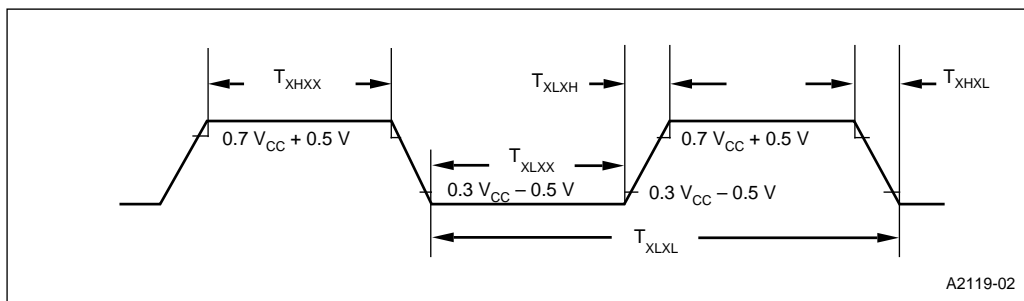 T_XHXX
T_XLXH
T_XHXL
0.7 V_CC + 0.5 V
0.7 V_CC + 0.5 V
T_XLXX
0.3 V_CC – 0.5 V
0.3 V_CC – 0.5 V
T_XLXL
A2119-02